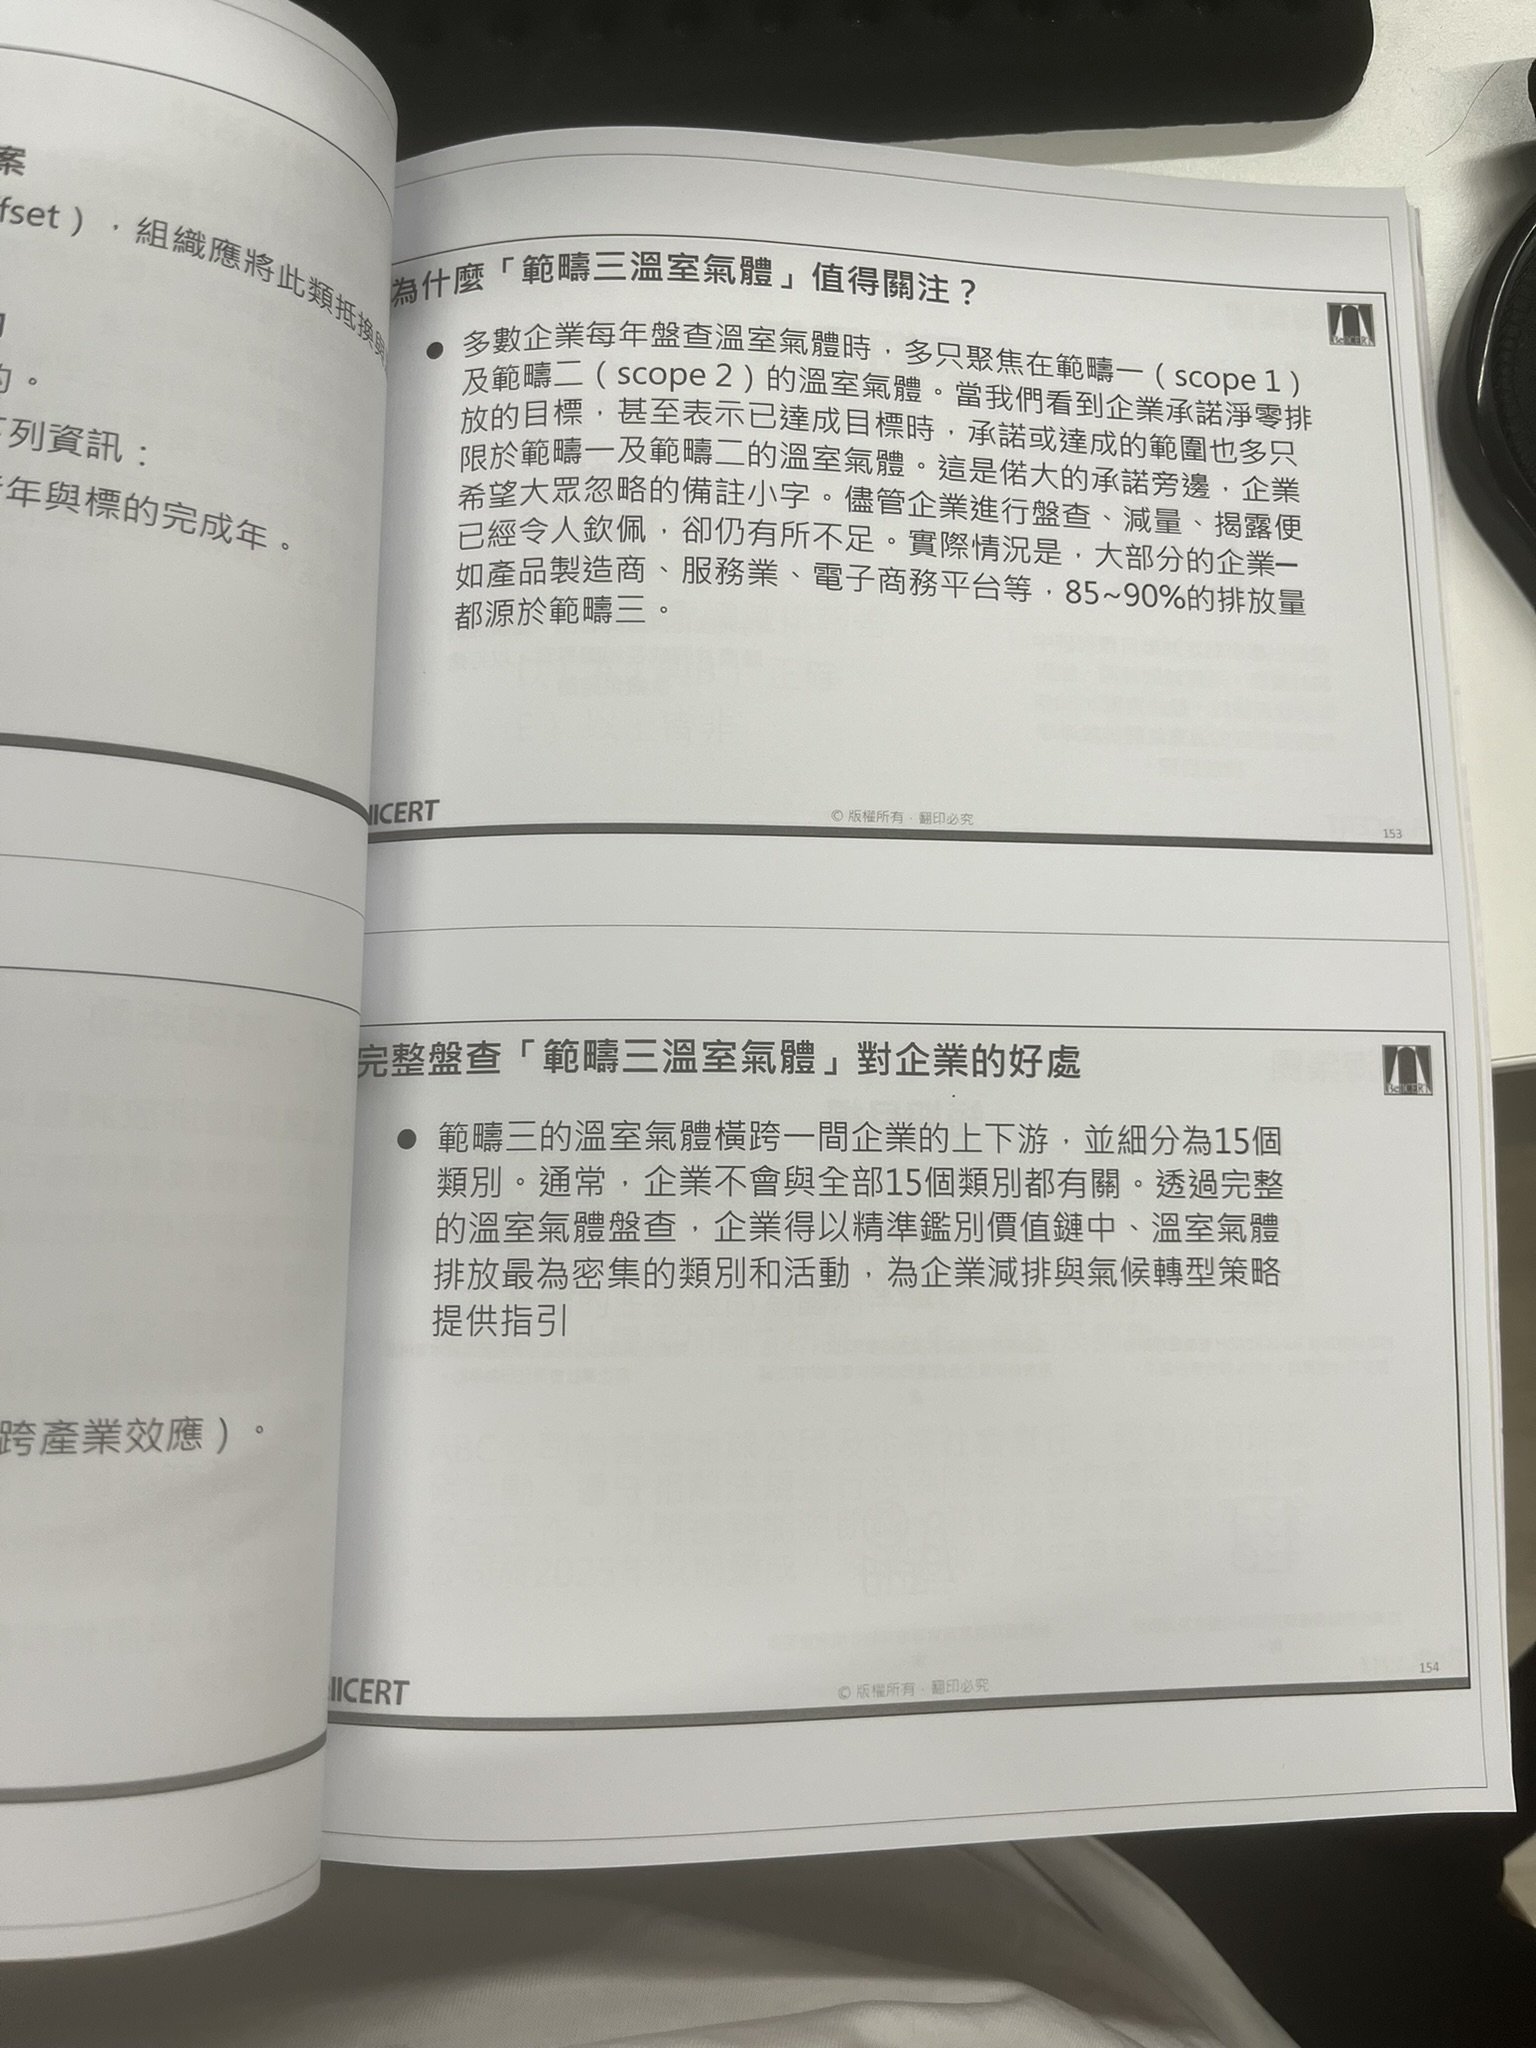 案
fset），組織應將此類抵換與
的。
下列資訊：
年與標的完成年。
跨產業效應）。
為什麼「範疇三溫室氣體」值得關注？
BellCERT
● 多數企業每年盤查溫室氣體時，多只聚焦在範疇一（scope 1）
及範疇二（scope 2）的溫室氣體。當我們看到企業承諾淨零排
放的目標，甚至表示已達成目標時，承諾或達成的範圍也多只
限於範疇一及範疇二的溫室氣體。這是偌大的承諾旁邊，企業
希望大眾忽略的備註小字。儘管企業進行盤查、減量、揭露便
已經令人欽佩，卻仍有所不足。實際情況是，大部分的企業─
如產品製造商、服務業、電子商務平台等，85~90%的排放量
都源於範疇三。
llCERT
© 版權所有，翻印必究
153
完整盤查「範疇三溫室氣體」對企業的好處
BellCERT
● 範疇三的溫室氣體橫跨一間企業的上下游，並細分為15個
類別。通常，企業不會與全部15個類別都有關。透過完整
的溫室氣體盤查，企業得以精準鑑別價值鏈中、溫室氣體
排放最為密集的類別和活動，為企業減排與氣候轉型策略
提供指引
llCERT
© 版權所有，翻印必究
154